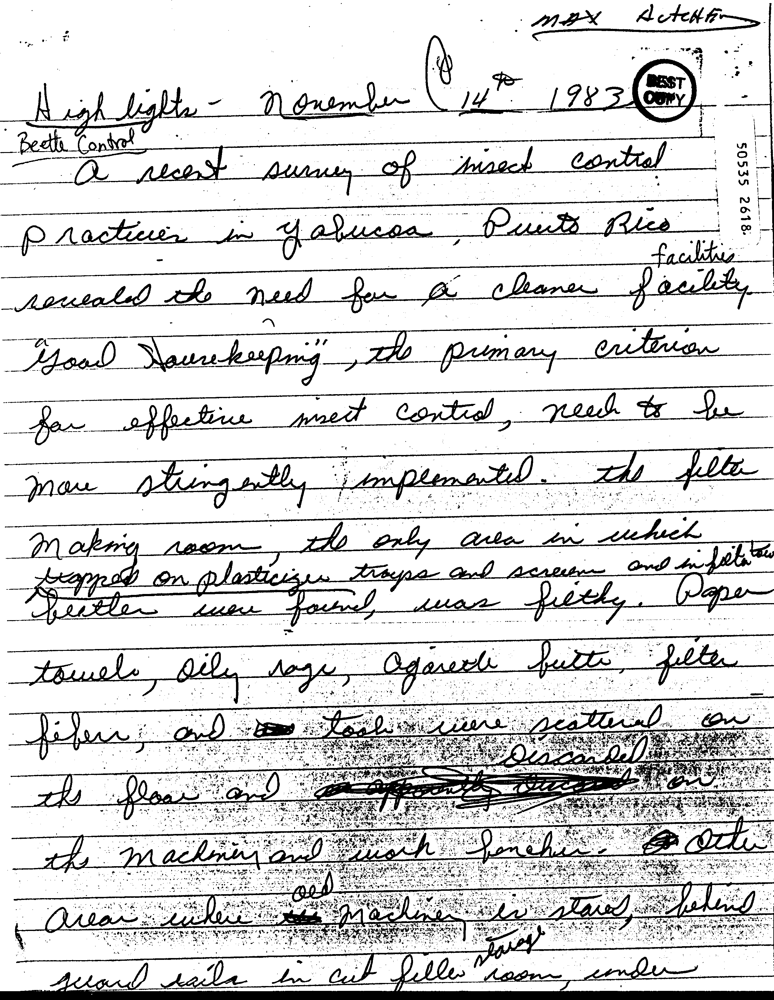 Max
Highlights - November 14th 1983
BEST COPY
Beetle Control
50535 2618
A recent survey of insect control
practicies in Yabucoa, Puerto Rico
facilities
revealed the need for a cleaner facility.
"Good Housekeeping", the primary criterion
for effective insect control, need to be
more stringently implemented. The filter
making room, the only area in which
trapped on plasticizer traps and screens and in filter tow
beetles were found, was filthy. Paper
towels, oily rags, cigarette butts, filter
fibers, and tools were scattered on
discarded
the floor and apparently discarded on
the machinery and work benches. Other
old
areas where machinery is stored, behind
storage
guard rails in cut filler room, under